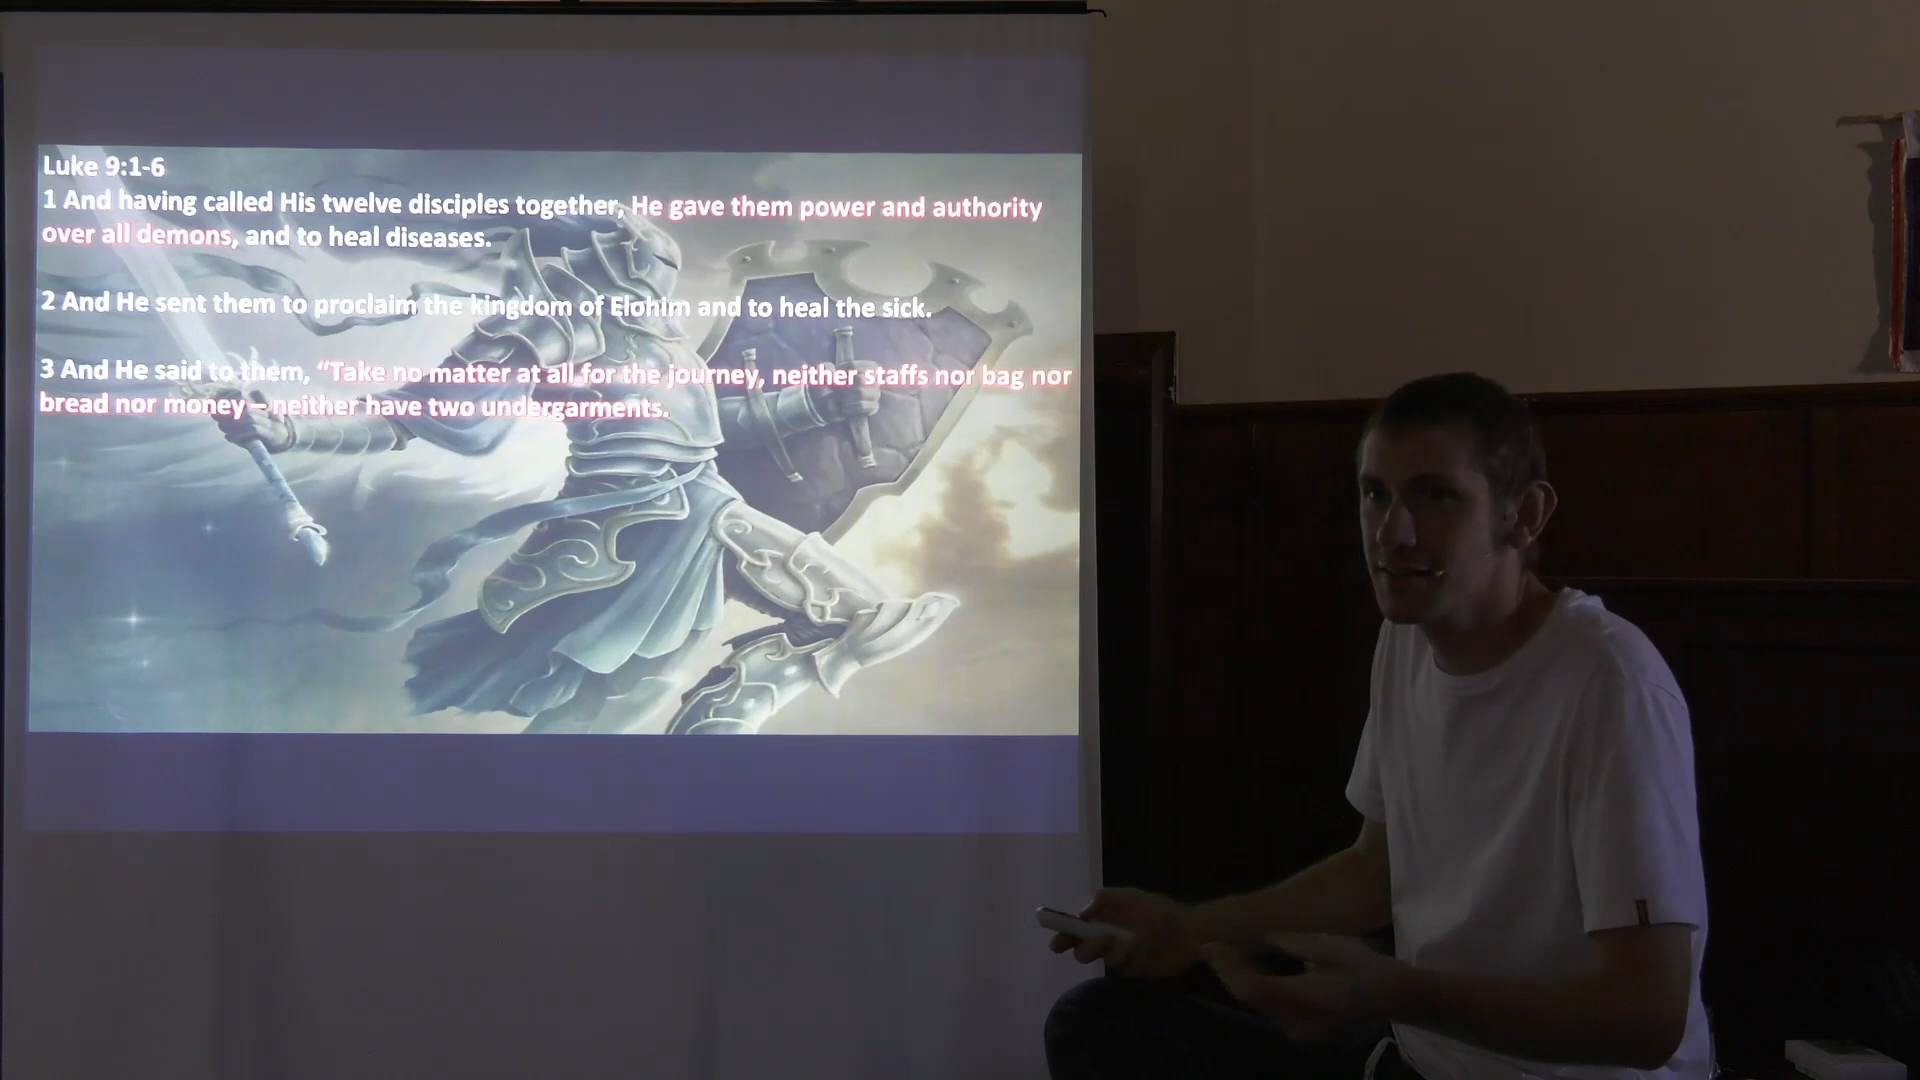 Luke 9:1-6
1 And having called His twelve disciples together, He gave them power and authority
over all demons, and to heal diseases.
2 And He sent them to proclaim the kingdom of Elohim and to heal the sick.
3 And He said to them, “Take no matter at all for the journey, neither staffs nor bag nor
bread nor money – neither have two undergarments.